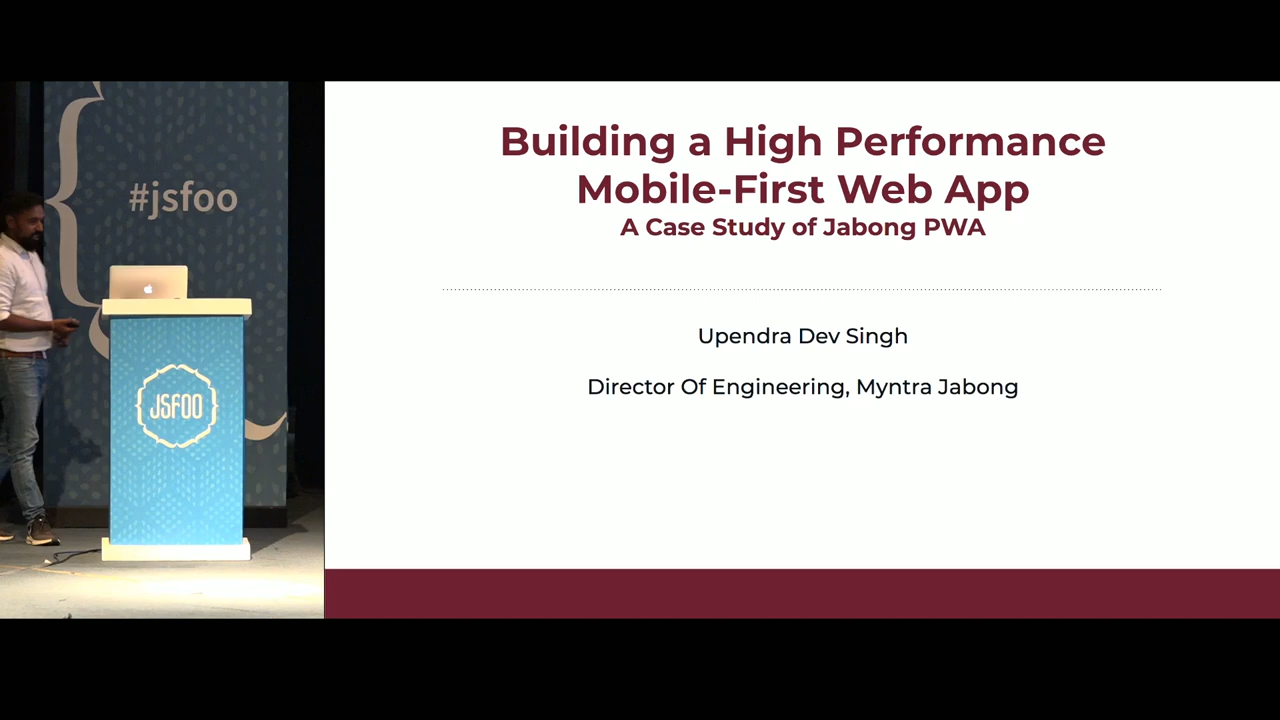 #jsfoo
JSFOO
Building a High Performance
Mobile-First Web App
A Case Study of Jabong PWA
Upendra Dev Singh
Director Of Engineering, Myntra Jabong